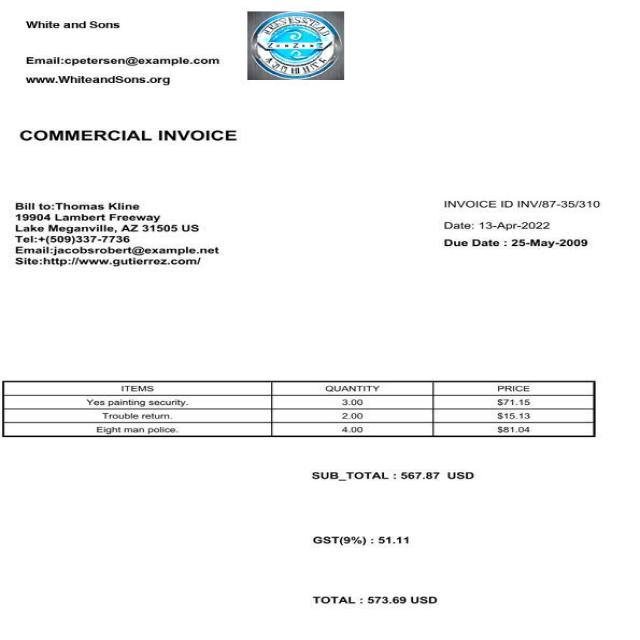 White and Sons
Email:cpetersen@example.com
www.WhiteandSons.org
COMMERCIAL INVOICE
Bill to:Thomas Kline
19904 Lambert Freeway
Lake Meganville, AZ 31505 US
Tel:+(509)337-7736
Email:jacobsrobert@example.net
Site:http://www.gutierrez.com/
INVOICE ID INV/87-35/310
Date: 13-Apr-2022
Due Date : 25-May-2009
ITEMS QUANTITY PRICE
Yes painting security. 3.00 $71.15
Trouble return. 2.00 $15.13
Eight man police. 4.00 $81.04
SUB_TOTAL : 567.87 USD
GST(9%) : 51.11
TOTAL : 573.69 USD